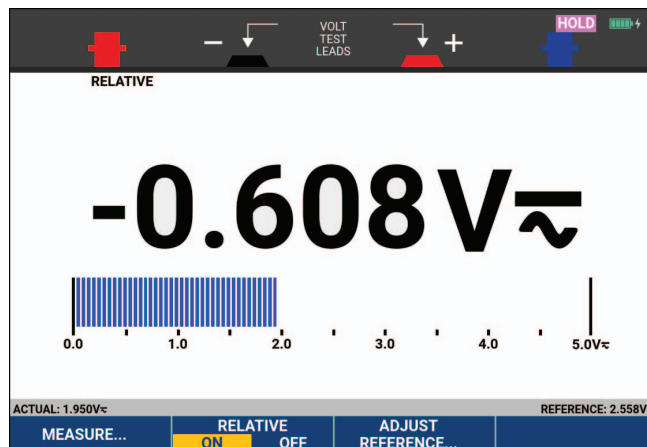 VOLT
TEST
LEADS
− +
HOLD
RELATIVE
-0.608V⏦
0.0 1.0 2.0 3.0 4.0 5.0V⏦
ACTUAL: 1.950V⏦ REFERENCE: 2.558V
MEASURE...
RELATIVE
ON OFF
ADJUST
REFERENCE...